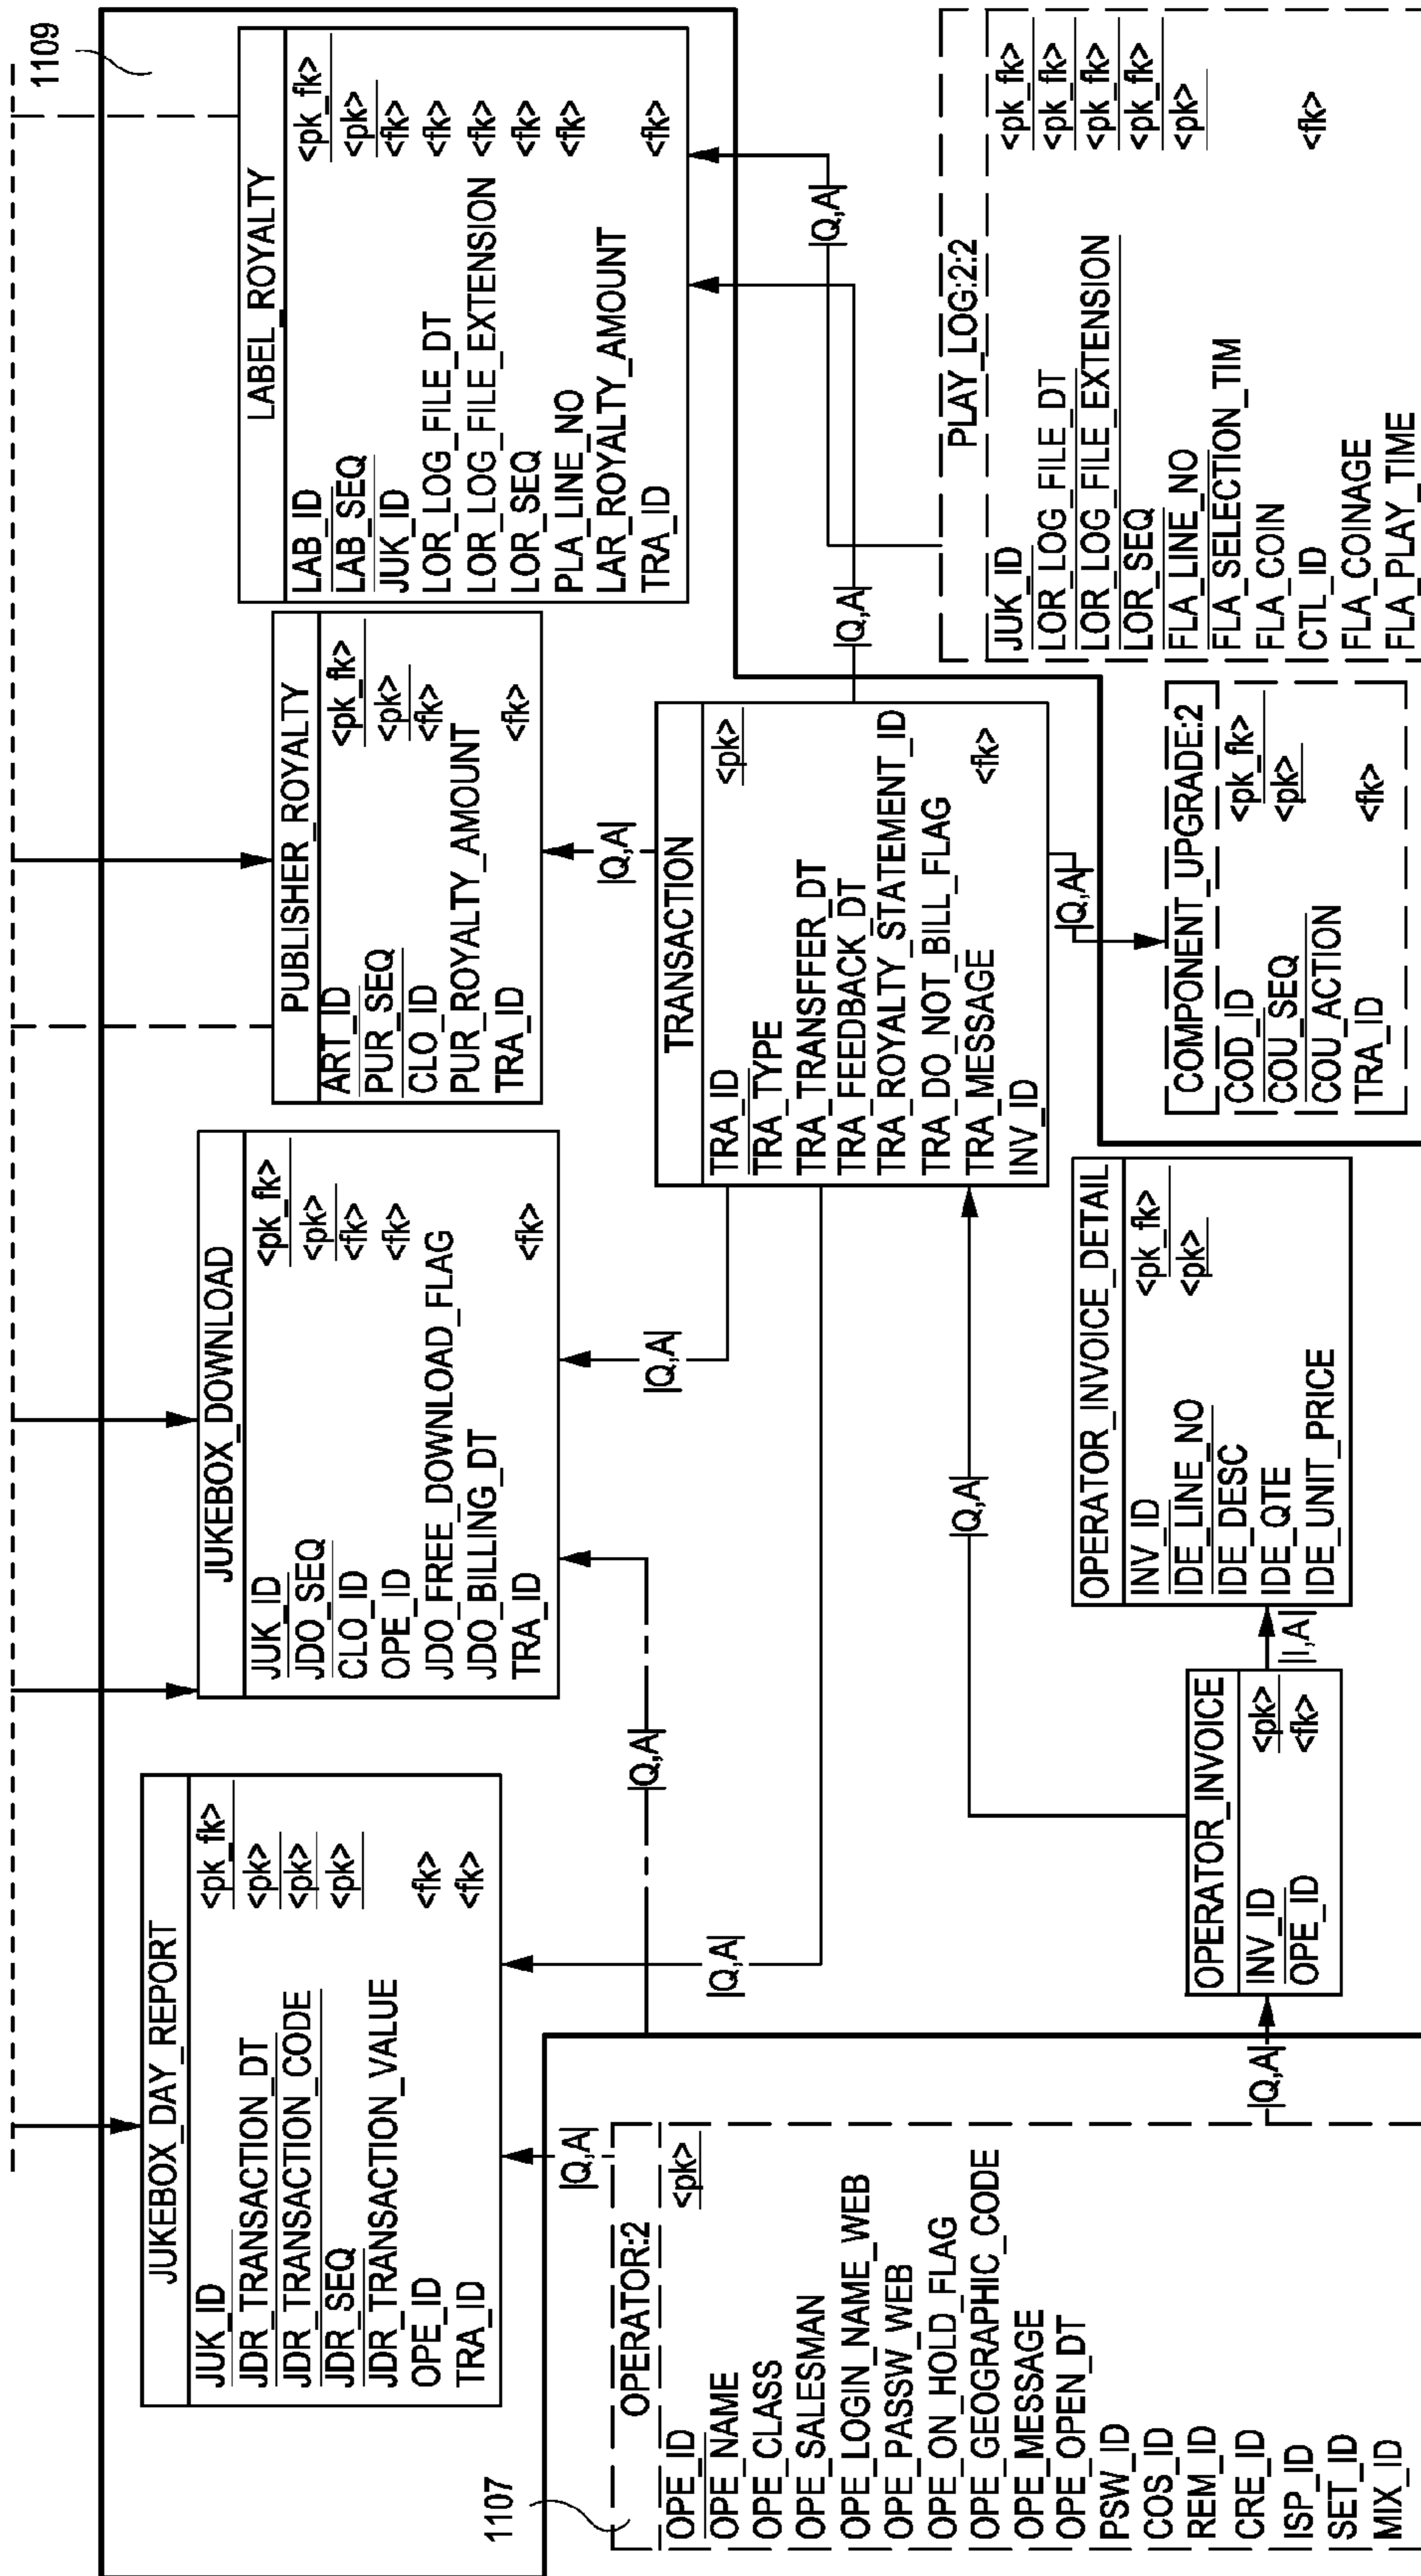 1109
JUKEBOX_DAY_REPORT
JUK_ID <pk_fk>
JDR_TRANSACTION_DT <pk>
JDR_TRANSACTION_CODE <pk>
JDR_SEQ <pk>
JDR_TRANSACTION_VALUE
OPE_ID <fk>
TRA_ID <fk>
JUKEBOX_DOWNLOAD
JUK_ID <pk_fk>
JDO_SEQ <pk>
CLO_ID <fk>
OPE_ID <fk>
JDO_FREE_DOWNLOAD_FLAG
JDO_BILLING_DT
TRA_ID <fk>
PUBLISHER_ROYALTY
ART_ID <pk_fk>
PUR_SEQ <pk>
CLO_ID <fk>
PUR_ROYALTY_AMOUNT
TRA_ID <fk>
LABEL_ROYALTY
LAB_ID <pk_fk>
LAB_SEQ <pk>
JUK_ID <fk>
LOR_LOG_FILE_DT <fk>
LOR_LOG_FILE_EXTENSION <fk>
LOR_SEQ <fk>
PLA_LINE_NO <fk>
LAR_ROYALTY_AMOUNT
TRA_ID <fk>
|Q,A|
|Q,A|
|Q,A|
|Q,A|
|Q,A|
|Q,A|
|Q,A|
1107
OPERATOR:2
OPE_ID <pk>
OPE_NAME
OPE_CLASS
OPE_SALESMAN
OPE_LOGIN_NAME_WEB
OPE_PASSW_WEB
OPE_ON_HOLD_FLAG
OPE_GEOGRAPHIC_CODE
OPE_MESSAGE
OPE_OPEN_DT
PSW_ID
COS_ID
REM_ID
CRE_ID
ISP_ID
SET_ID
MIX_ID
TRANSACTION
TRA_ID <pk>
TRA_TYPE
TRA_TRANSFFER_DT
TRA_FEEDBACK_DT
TRA_ROYALTY_STATEMENT_ID
TRA_DO_NOT_BILL_FLAG
TRA_MESSAGE
INV_ID <fk>
|Q,A|
|Q,A|
|Q,A|
OPERATOR_INVOICE
INV_ID <pk>
OPE_ID <fk>
|I,A|
OPERATOR_INVOICE_DETAIL
INV_ID <pk_fk>
IDE_LINE_NO <pk>
IDE_DESC
IDE_QTE
IDE_UNIT_PRICE
COMPONENT_UPGRADE:2
COD_ID <pk_fk>
COU_SEQ <pk>
COU_ACTION
TRA_ID <fk>
PLAY_LOG:2:2
JUK_ID <pk_fk>
LOR_LOG_FILE_DT <pk_fk>
LOR_LOG_FILE_EXTENSION <pk_fk>
LOR_SEQ <pk_fk>
FLA_LINE_NO <pk>
FLA_SELECTION_TIM
FLA_COIN
CTL_ID <fk>
FLA_COINAGE
FLA_PLAY_TIME